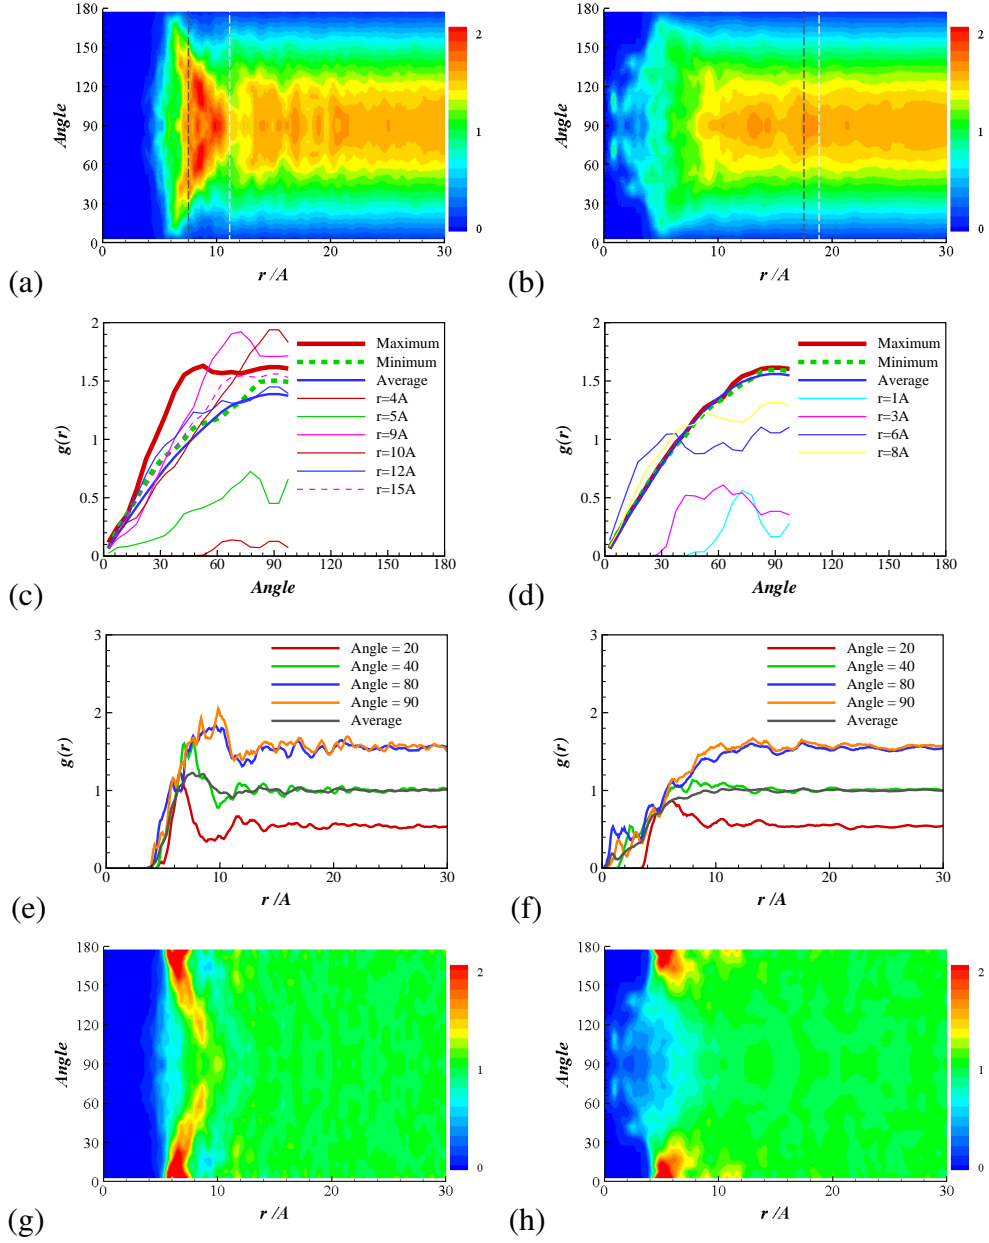 180
150
120
90
60
30
0
Angle
0
10
20
30
r /A
2
1
0
(a)
180
150
120
90
60
30
0
Angle
0
10
20
30
r /A
2
1
0
(b)
2
1.5
1
0.5
0
g(r)
0
30
60
90
120
150
180
Angle
Maximum
Minimum
Average
r=4A
r=5A
r=9A
r=10A
r=12A
r=15A
(c)
2
1.5
1
0.5
0
g(r)
0
30
60
90
120
150
180
Angle
Maximum
Minimum
Average
r=1A
r=3A
r=6A
r=8A
(d)
3
2
1
0
g(r)
0
10
20
30
r /A
Angle = 20
Angle = 40
Angle = 80
Angle = 90
Average
(e)
3
2
1
0
g(r)
0
10
20
30
r /A
Angle = 20
Angle = 40
Angle = 80
Angle = 90
Average
(f)
180
150
120
90
60
30
0
Angle
0
10
20
30
r /A
2
1
0
(g)
180
150
120
90
60
30
0
Angle
0
10
20
30
r /A
2
1
0
(h)